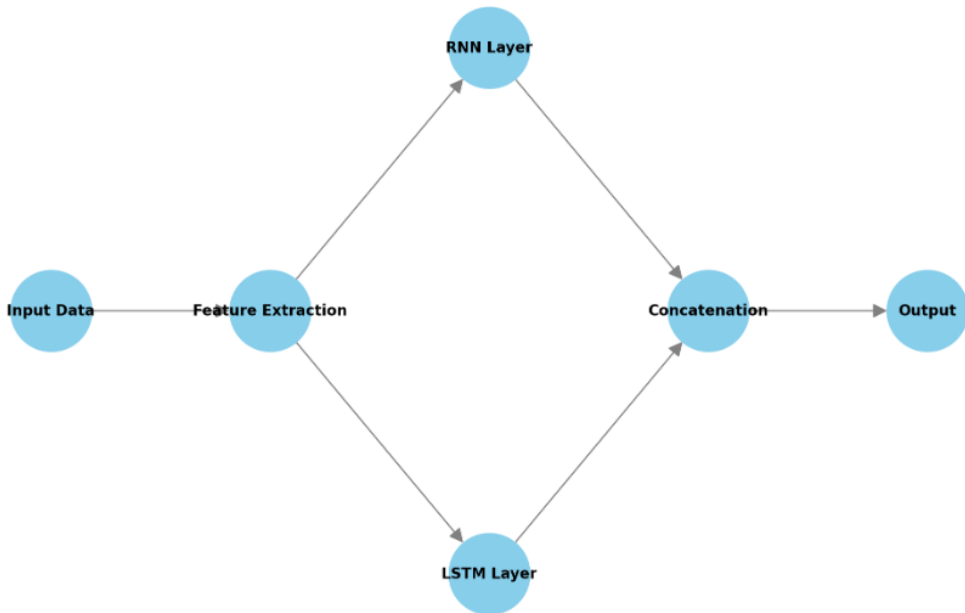 RNN Layer
Input Data
Feature Extraction
Concatenation
Output
LSTM Layer